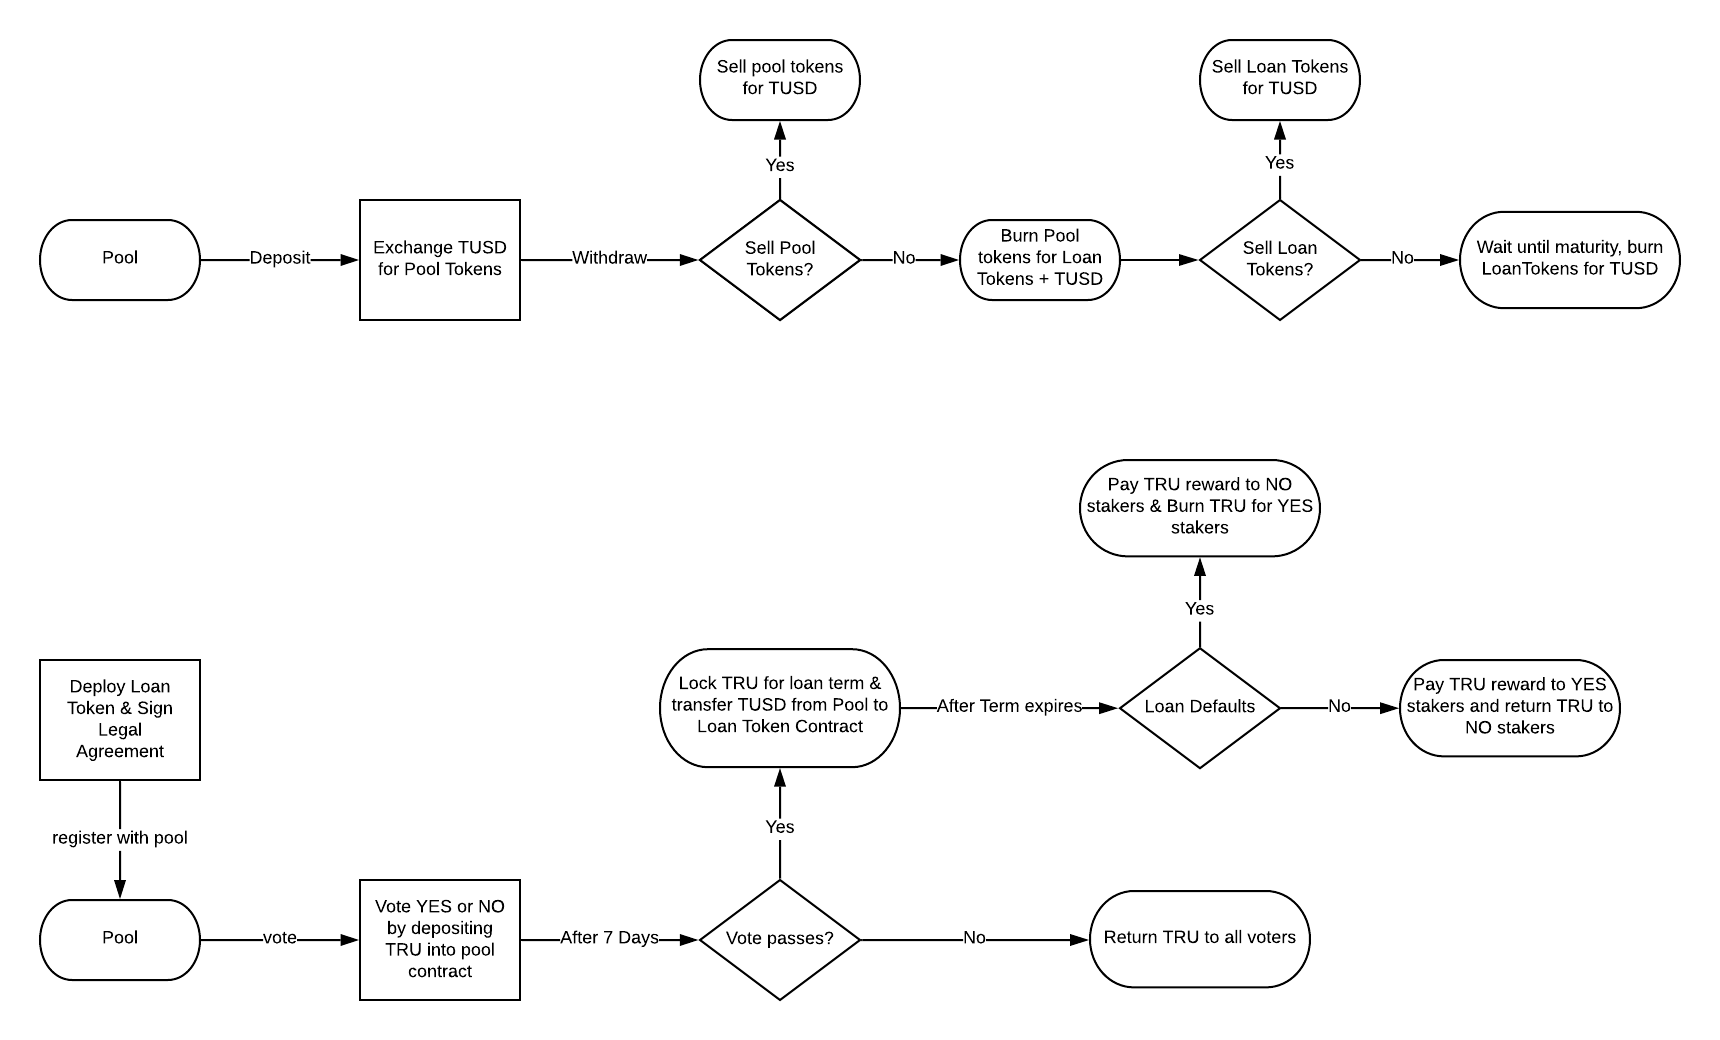 Sell pool tokens
for TUSD
Sell Loan Tokens
for TUSD
Yes
Yes
Pool
Deposit
Exchange TUSD
for Pool Tokens
Withdraw
Sell Pool
Tokens?
No
Burn Pool
tokens for Loan
Tokens + TUSD
Sell Loan
Tokens?
No
Wait until maturity, burn
LoanTokens for TUSD
Pay TRU reward to NO
stakers & Burn TRU for YES
stakers
Yes
Deploy Loan
Token & Sign
Legal
Agreement
Lock TRU for loan term &
transfer TUSD from Pool to
Loan Token Contract
After Term expires
Loan Defaults
No
Pay TRU reward to YES
stakers and return TRU to
NO stakers
register with pool
Yes
Pool
vote
Vote YES or NO
by depositing
TRU into pool
contract
After 7 Days
Vote passes?
No
Return TRU to all voters